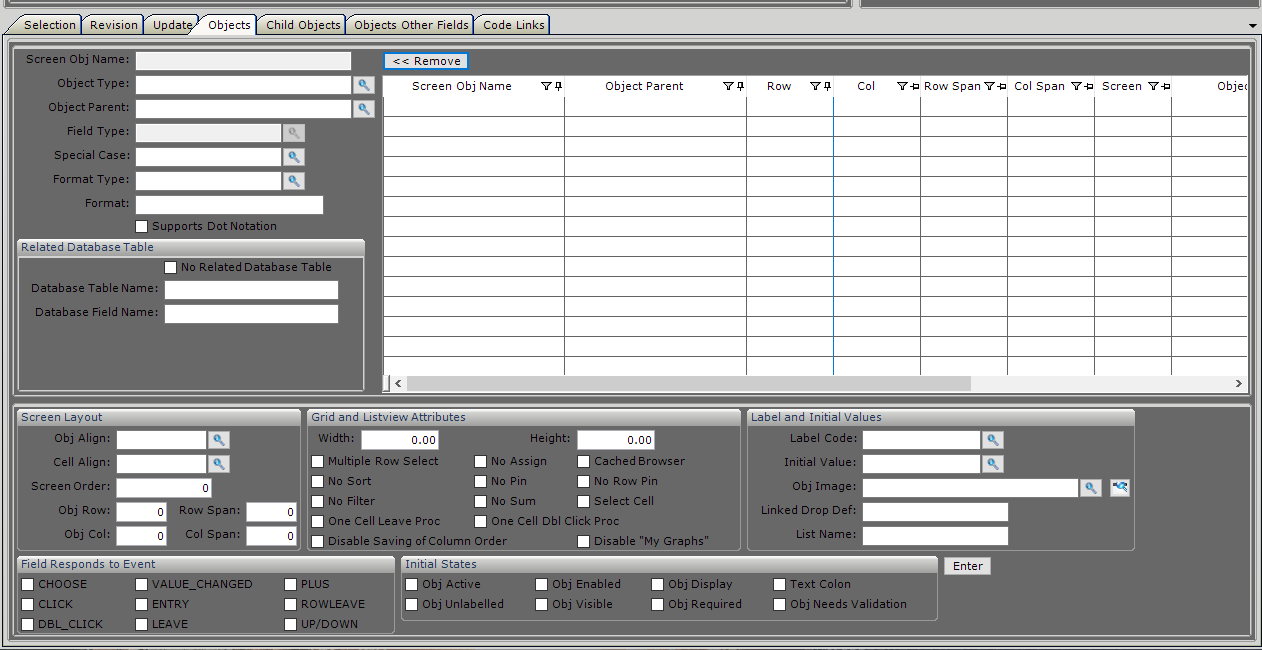 Selection Revision Update Objects Child Objects Objects Other Fields Code Links
Screen Obj Name:
Object Type:
Object Parent:
Field Type:
Special Case:
Format Type:
Format:
Supports Dot Notation
Related Database Table
No Related Database Table
Database Table Name:
Database Field Name:
<< Remove
Screen Obj Name Object Parent Row Col Row Span Col Span Screen Objec
Screen Layout
Obj Align:
Cell Align:
Screen Order: 0
Obj Row: 0 Row Span: 0
Obj Col: 0 Col Span: 0
Grid and Listview Attributes
Width: 0.00 Height: 0.00
Multiple Row Select No Assign Cached Browser
No Sort No Pin No Row Pin
No Filter No Sum Select Cell
One Cell Leave Proc One Cell Dbl Click Proc
Disable Saving of Column Order Disable "My Graphs"
Label and Initial Values
Label Code:
Initial Value:
Obj Image:
Linked Drop Def:
List Name:
Field Responds to Event
CHOOSE VALUE_CHANGED PLUS
CLICK ENTRY ROWLEAVE
DBL_CLICK LEAVE UP/DOWN
Initial States
Obj Active Obj Enabled Obj Display Text Colon
Obj Unlabelled Obj Visible Obj Required Obj Needs Validation
Enter